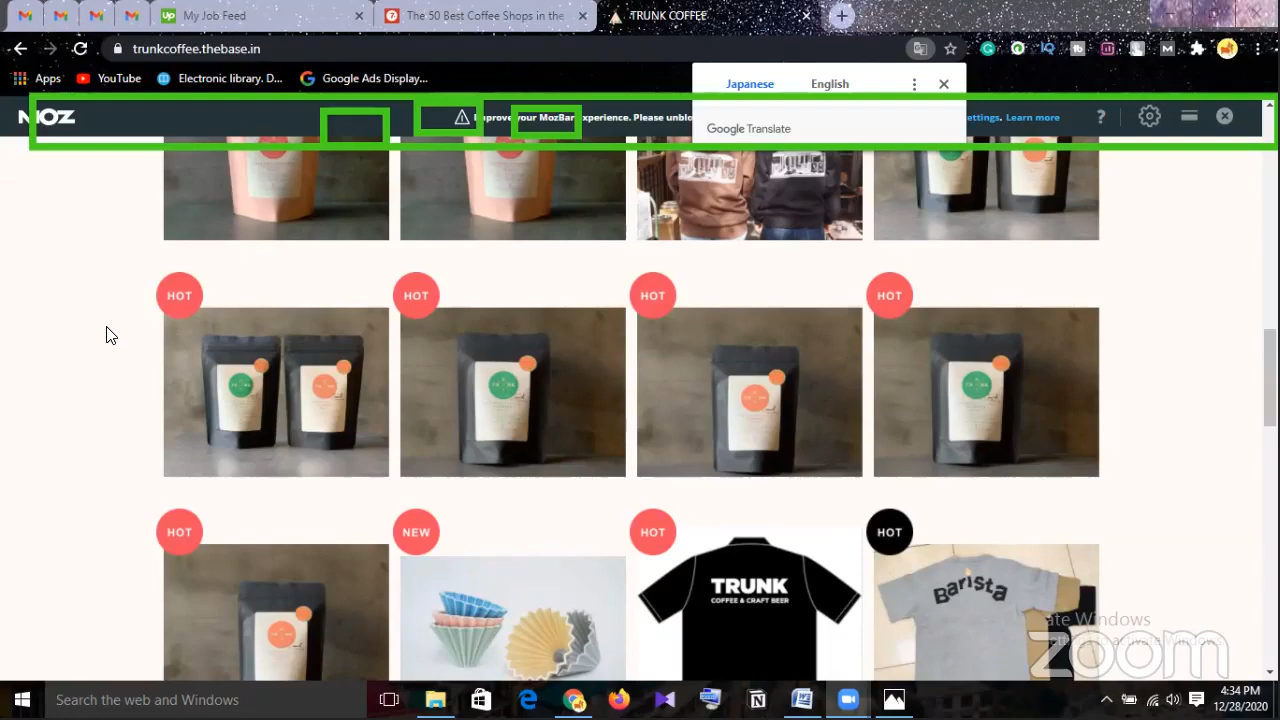 My Job Feed
The 50 Best Coffee Shops in the
TRUNK COFFEE
trunkcoffee.thebase.in
Apps
YouTube
Electronic library. D...
Google Ads Display...
Japanese
English
Google Translate
MOZ
Improve your MozBar experience. Please unblo
ettings. Learn more
HOT
HOT
HOT
HOT
HOT
NEW
HOT
HOT
TRUNK
COFFEE & CRAFT BEER
Barista
ate Windows
zoom
Search the web and Windows
4:34 PM
12/28/2020